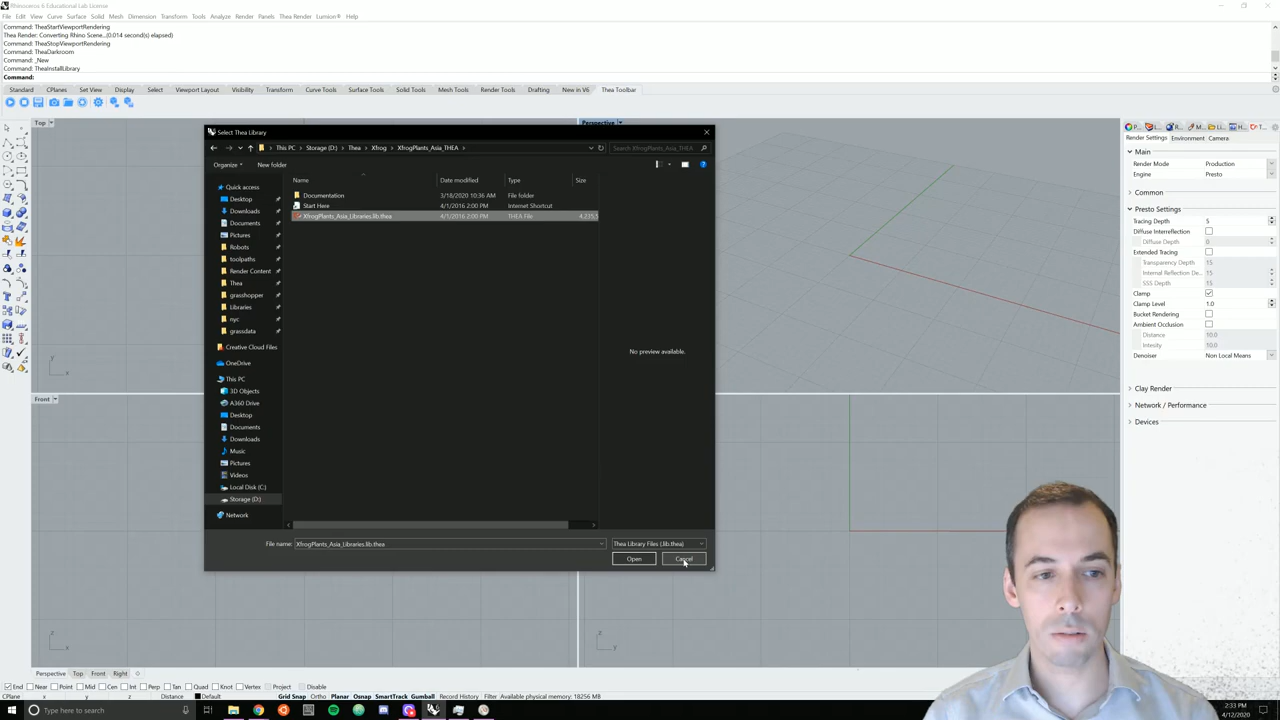 Rhinoceros 6 Educational Lab License
File Edit View Curve Surface Solid Mesh Dimension Transform Tools Analyze Render Panels Thea Render Lumion® Help
Command: TheaStartViewportRendering
Thea Render: Converting Rhino Scene...(0.014 second(s) elapsed)
Command: TheaStopViewportRendering
Command: TheaDarkroom
Command: _New
Command: TheaInstallLibrary
Command:
Standard CPlanes Set View Display Select Viewport Layout Visibility Transform Curve Tools Surface Tools Solid Tools Mesh Tools Render Tools Drafting New in V6 Thea Toolbar
Top
Perspective
Select Thea Library
This PC > Storage (D:) > Thea > Xfrog > XfrogPlants_Asia_THEA >
Search XfrogPlants_Asia_THEA
Organize New folder
Name Date modified Type Size
Documentation 3/18/2020 10:36 AM File folder
Start Here 4/1/2016 2:00 PM Internet Shortcut
XfrogPlants_Asia_Libraries.lib.thea 4/1/2016 2:00 PM THEA File 4,235,5
Quick access
Desktop
Downloads
Documents
Pictures
Robots
toolpaths
Render Content
Thea
grasshopper
Libraries
nyc
grassdata
Creative Cloud Files
OneDrive
This PC
3D Objects
A360 Drive
Desktop
Documents
Downloads
Music
Pictures
Videos
Local Disk (C:)
Storage (D:)
Network
No preview available.
File name: XfrogPlants_Asia_Libraries.lib.thea
Thea Library Files (.lib.thea)
Open Cancel
Render Settings Environment Camera
Main
Render Mode Production
Engine Presto
Common
Presto Settings
Tracing Depth 5
Diffuse Interreflection
Diffuse Depth 0
Extended Tracing
Transparency Depth 15
Internal Reflection De... 15
SSS Depth 15
Clamp
Clamp Level 1.0
Bucket Rendering
Ambient Occlusion
Distance 10.0
Intesity 10.0
Denoiser Non Local Means
Clay Render
Network / Performance
Devices
Front
y
x
z
x
z
y
Perspective Top Front Right
End Near Point Mid Cen Int Perp Tan Quad Knot Vertex Project Disable
CPlane x y z Distance Default Grid Snap Ortho Planar Osnap SmartTrack Gumball Record History Filter Available physical memory: 18256 MB
Type here to search
2:33 PM
4/12/2020